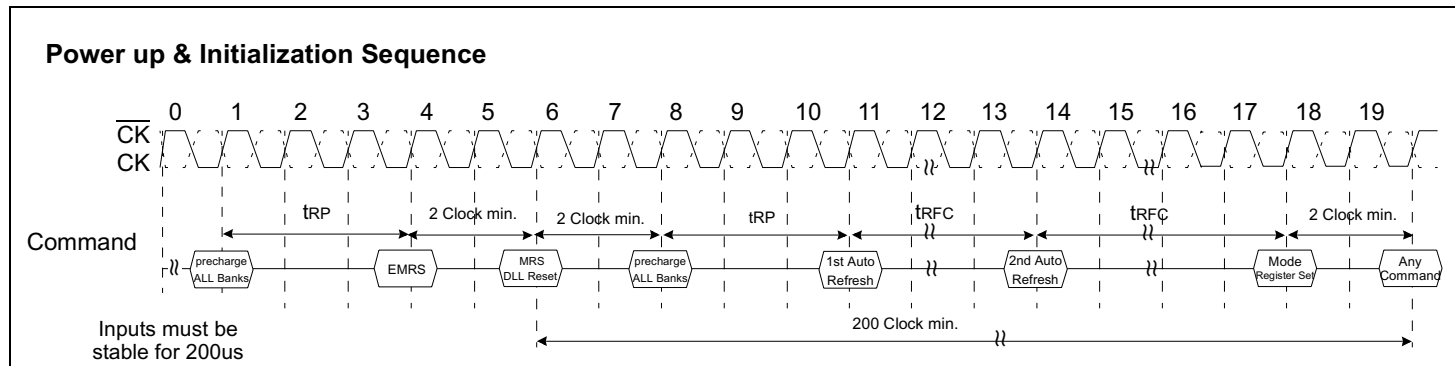 Power up & Initialization Sequence
0 1 2 3 4 5 6 7 8 9 10 11 12 13 14 15 16 17 18 19
CK
CK
tRP
2 Clock min.
2 Clock min.
tRP
tRFC
tRFC
2 Clock min.
Command
precharge
ALL Banks
EMRS
MRS
DLL Reset
precharge
ALL Banks
1st Auto
Refresh
2nd Auto
Refresh
Mode
Register Set
Any
Command
200 Clock min.
Inputs must be
stable for 200us